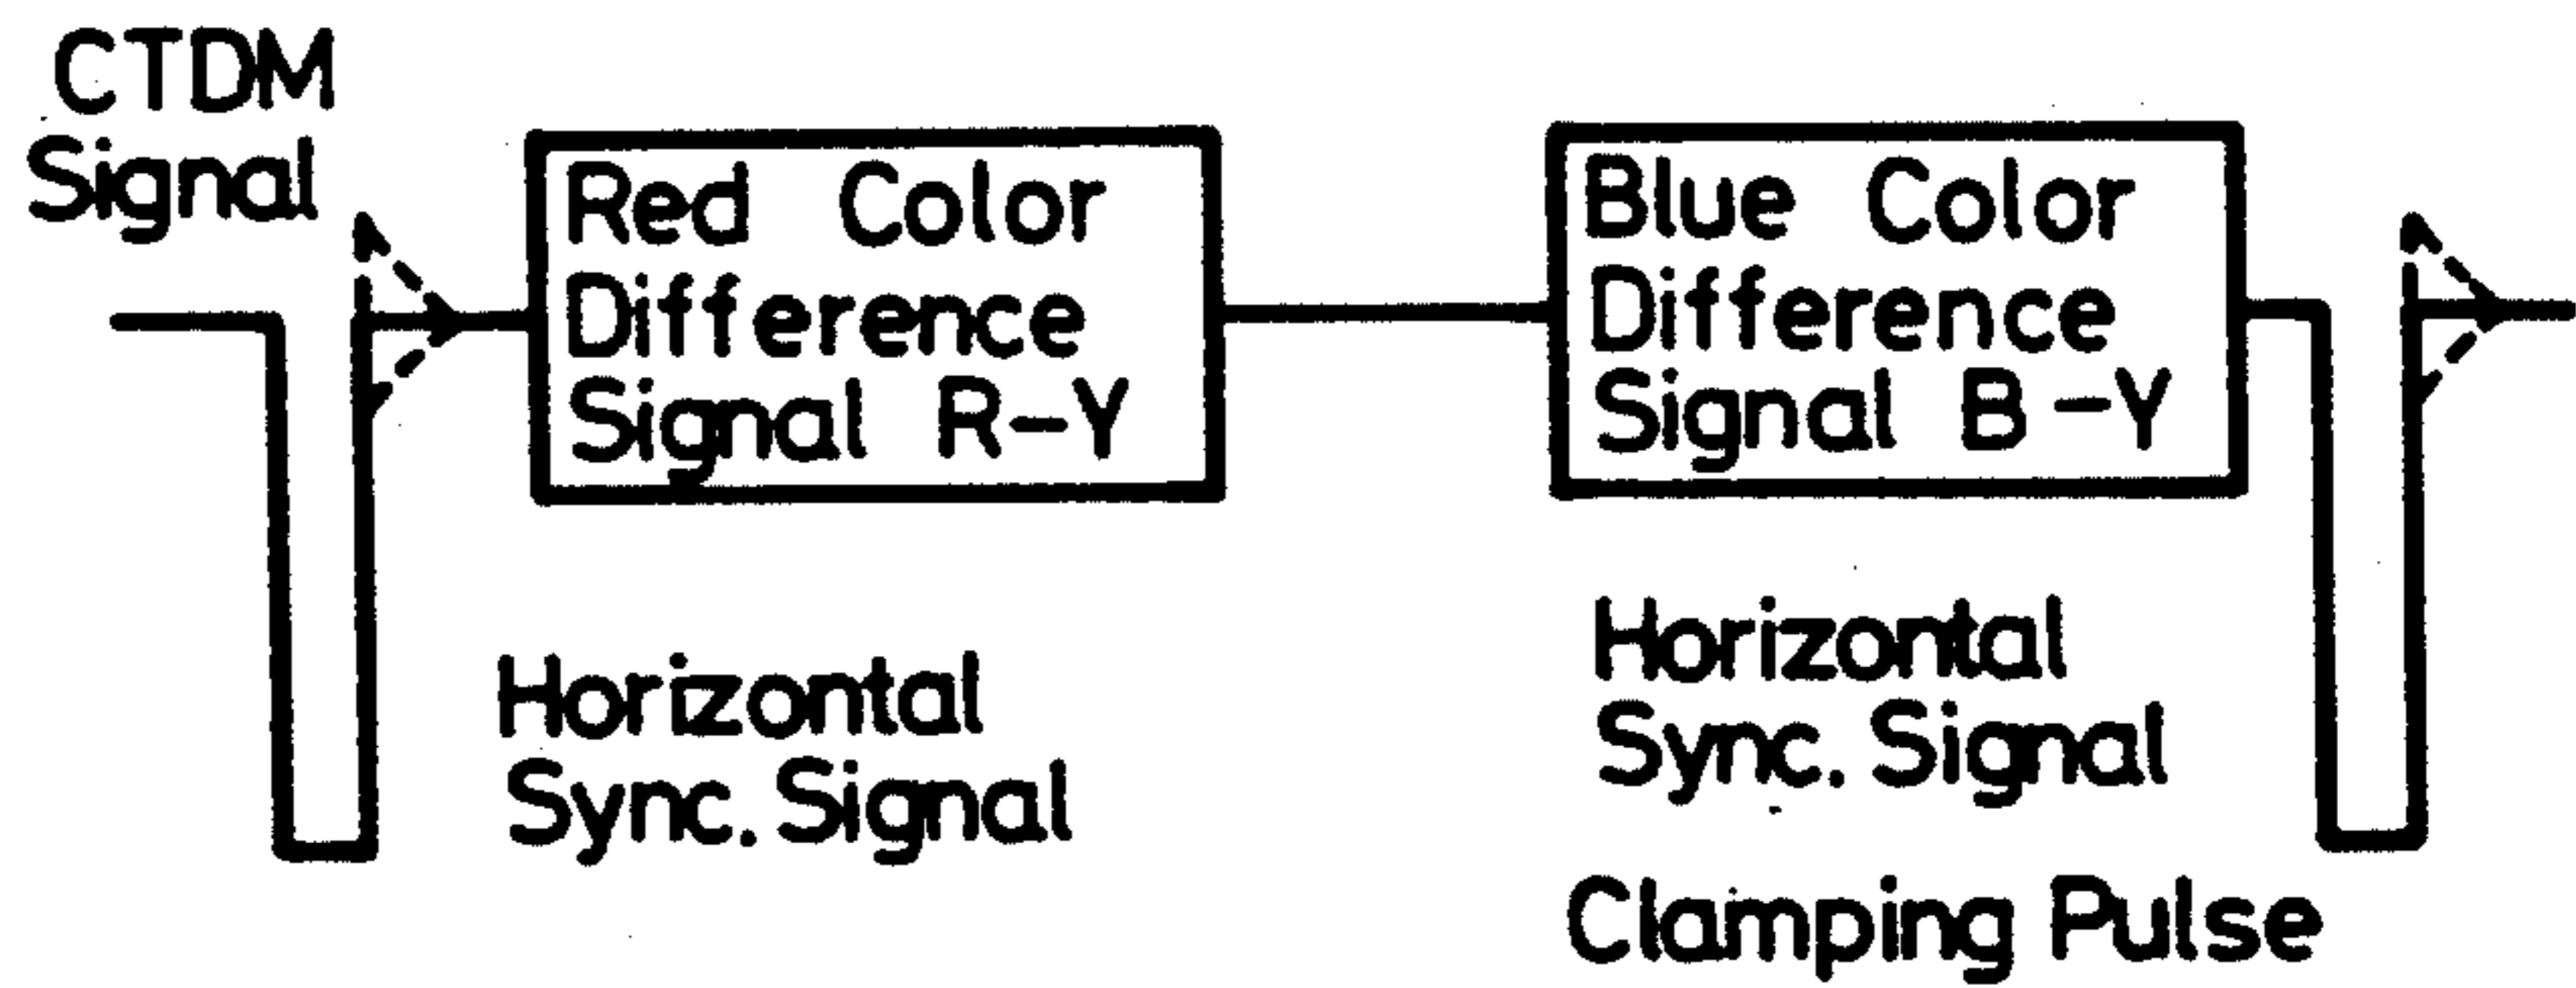 CTDM
Signal
Red Color
Difference
Signal R-Y
Blue Color
Difference
Signal B-Y
Horizontal
Sync. Signal
Horizontal
Sync. Signal
Clamping Pulse